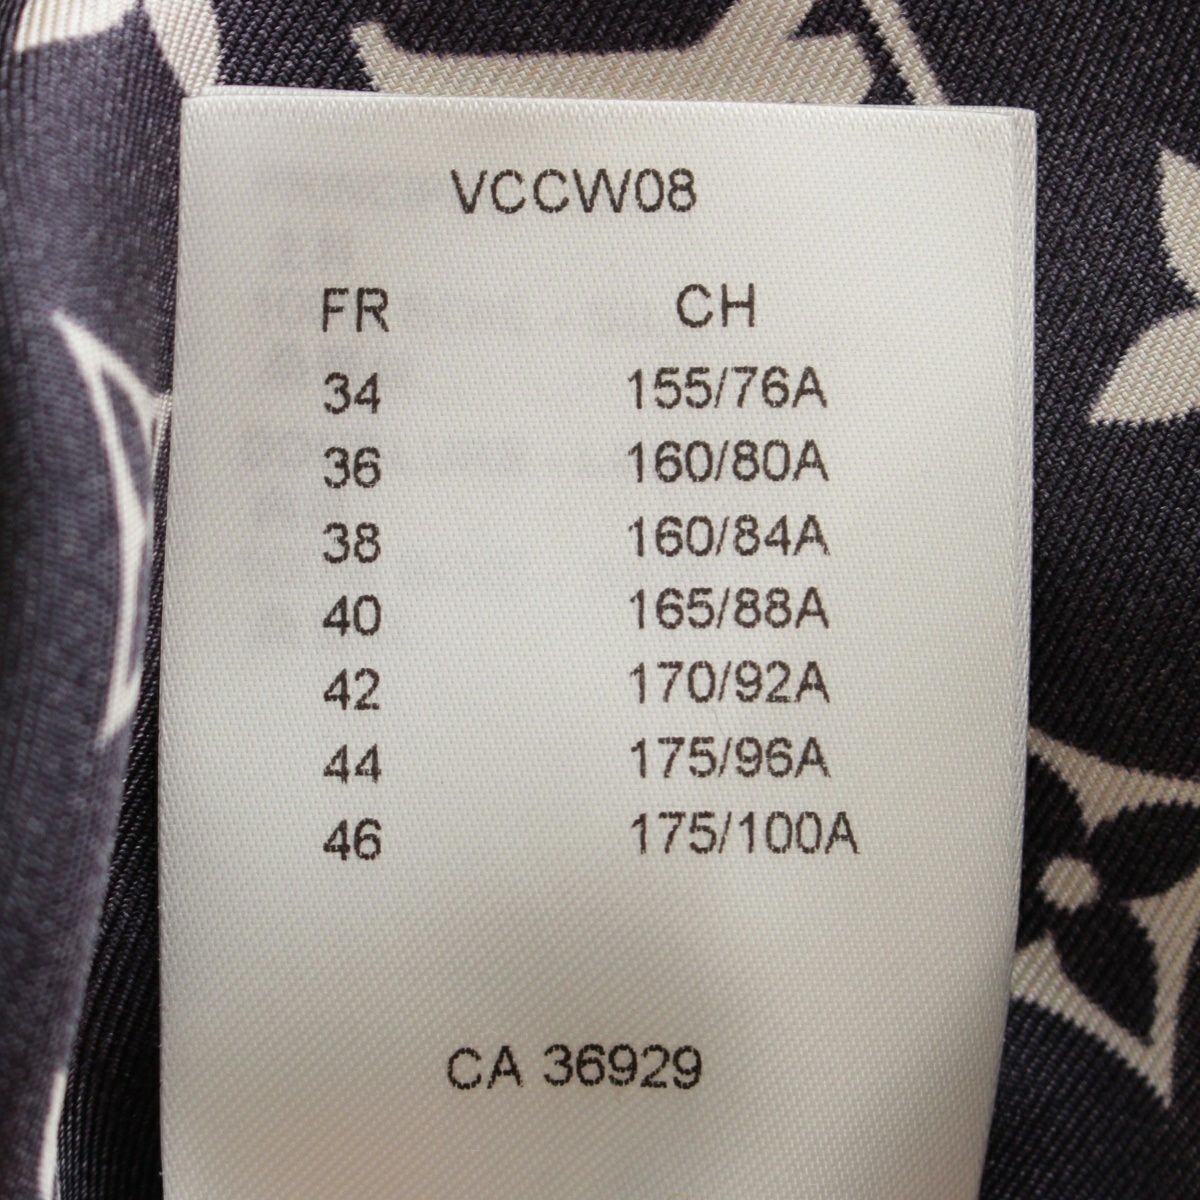 VCCW08
FR CH
34 155/76A
36 160/80A
38 160/84A
40 165/88A
42 170/92A
44 175/96A
46 175/100A
CA 36929